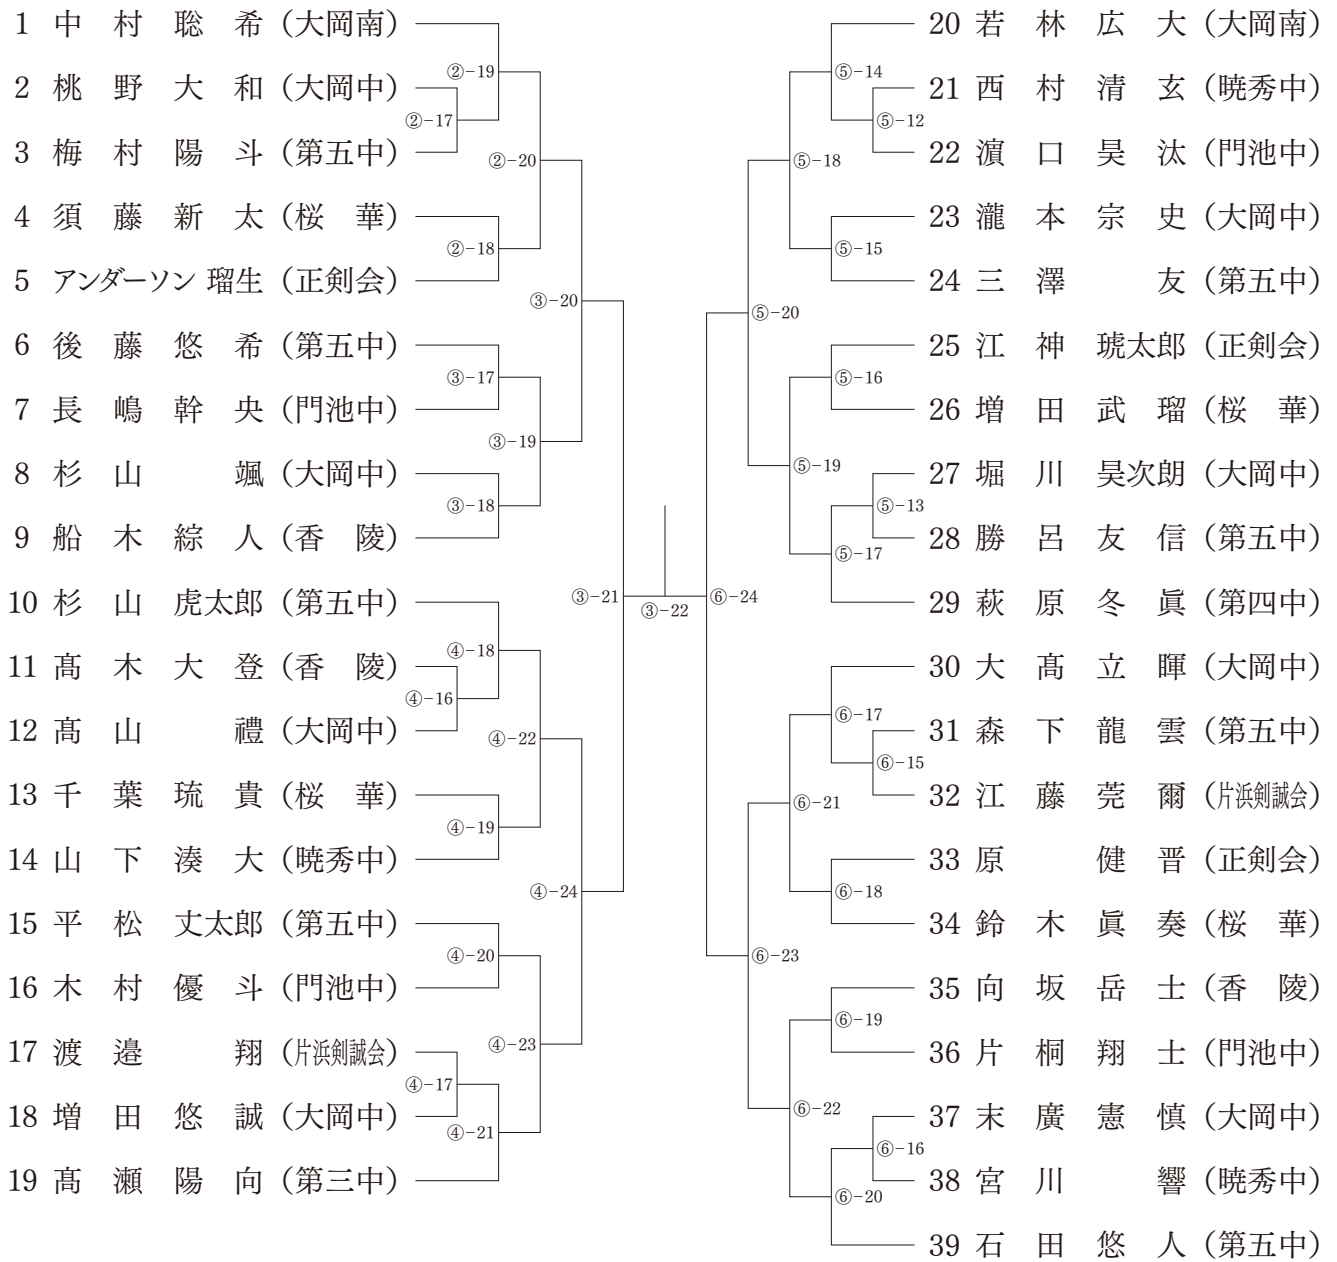 1 中村聡希（大岡南）
2 桃野大和（大岡中）
3 梅村陽斗（第五中）
4 須藤新太（桜華）
5 アンダーソン瑠生（正剣会）
6 後藤悠希（第五中）
7 長嶋幹央（門池中）
8 杉山颯（大岡中）
9 船木綜人（香陵）
10 杉山虎太郎（第五中）
11 髙木大登（香陵）
12 髙山禮（大岡中）
13 千葉琉貴（桜華）
14 山下湊大（暁秀中）
15 平松丈太郎（第五中）
16 木村優斗（門池中）
17 渡邉翔（片浜剣誠会）
18 増田悠誠（大岡中）
19 髙瀬陽向（第三中）
②-19
②-17
②-20
②-18
③-20
③-17
③-19
③-18
③-21
④-18
④-16
④-22
④-19
④-24
④-20
④-23
④-17
④-21
③-22
⑥-24
⑤-14
⑤-12
⑤-18
⑤-15
⑤-20
⑤-16
⑤-19
⑤-13
⑤-17
⑥-17
⑥-15
⑥-21
⑥-18
⑥-23
⑥-19
⑥-22
⑥-16
⑥-20
20 若林広大（大岡南）
21 西村清玄（暁秀中）
22 濵口昊汰（門池中）
23 瀧本宗史（大岡中）
24 三澤友（第五中）
25 江神琥太郎（正剣会）
26 増田武瑠（桜華）
27 堀川昊次朗（大岡中）
28 勝呂友信（第五中）
29 萩原冬眞（第四中）
30 大髙立暉（大岡中）
31 森下龍雲（第五中）
32 江藤莞爾（片浜剣誠会）
33 原健晋（正剣会）
34 鈴木眞奏（桜華）
35 向坂岳士（香陵）
36 片桐翔士（門池中）
37 末廣憲慎（大岡中）
38 宮川響（暁秀中）
39 石田悠人（第五中）